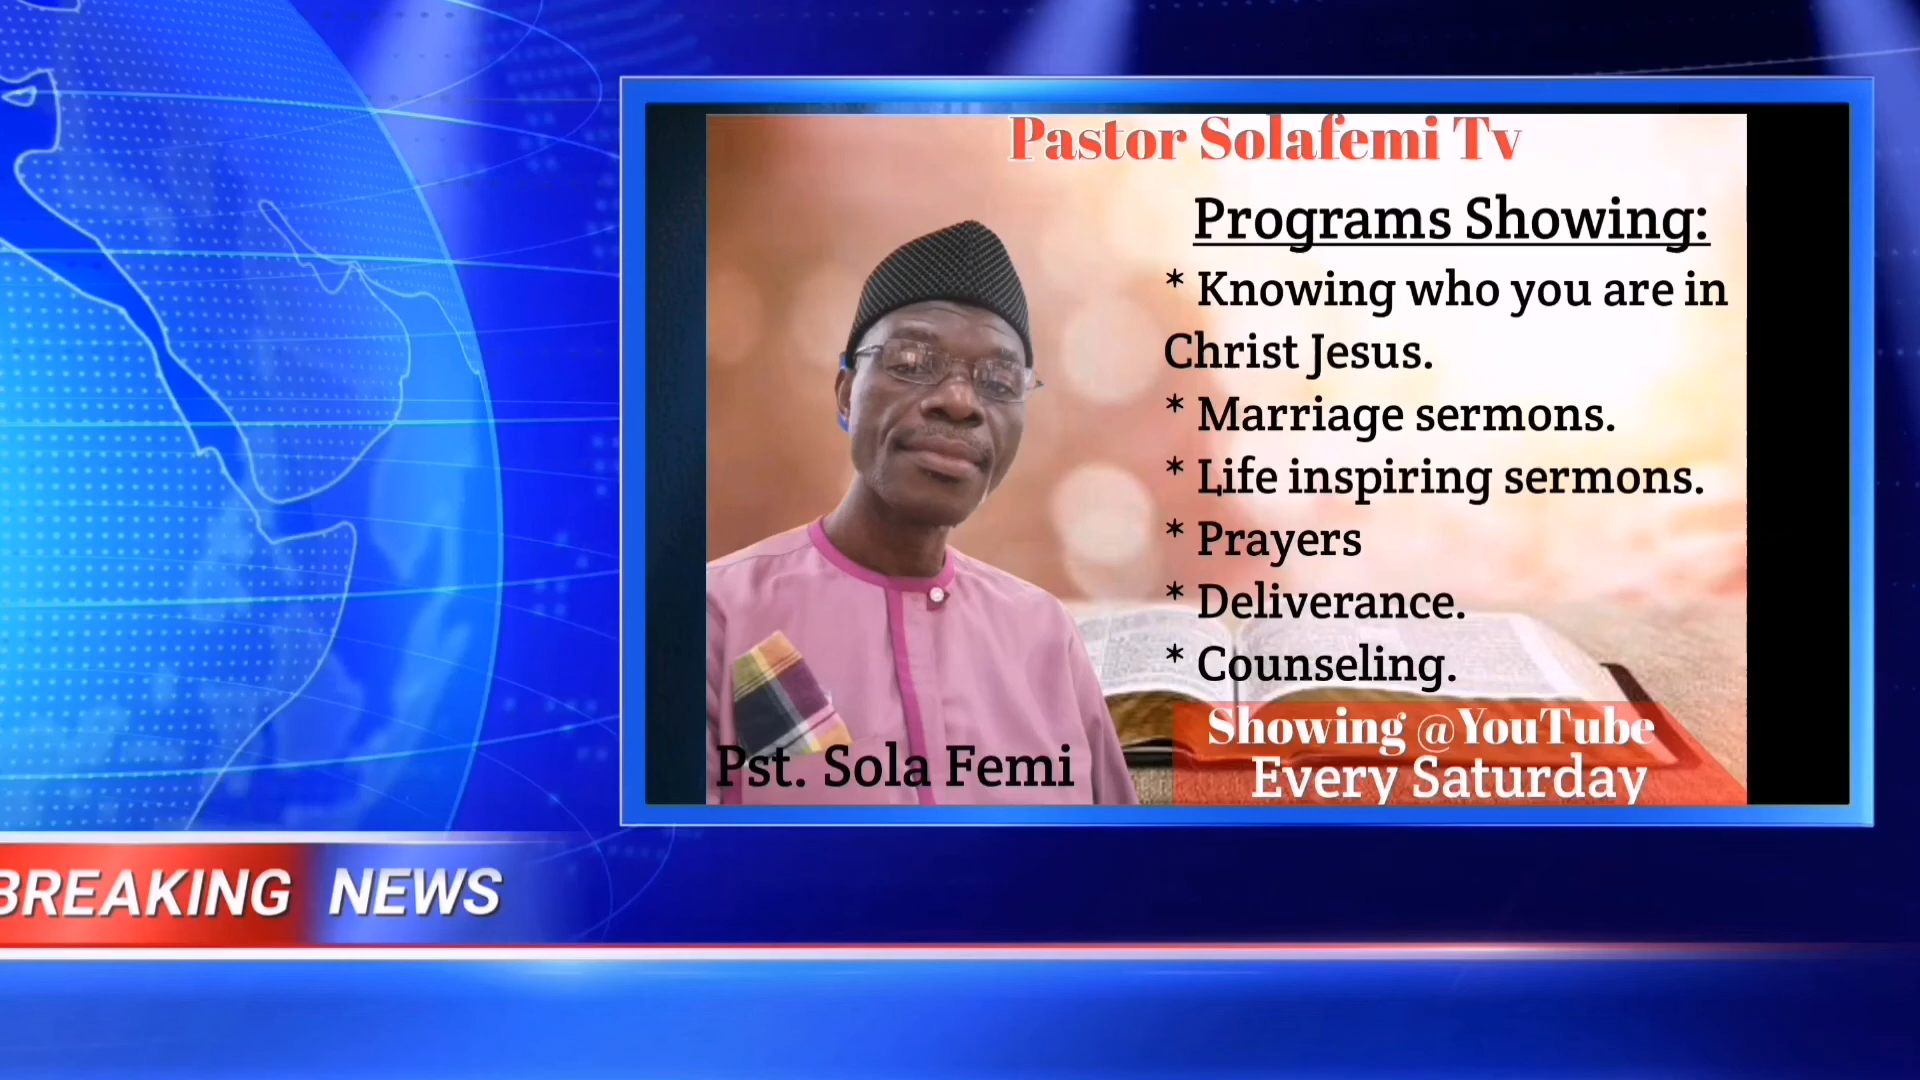 Pastor Solafemi Tv
Programs Showing:
* Knowing who you are in
Christ Jesus.
* Marriage sermons.
* Life inspiring sermons.
* Prayers
* Deliverance.
* Counseling.
Showing @YouTube
Every Saturday
Pst. Sola Femi
BREAKING NEWS